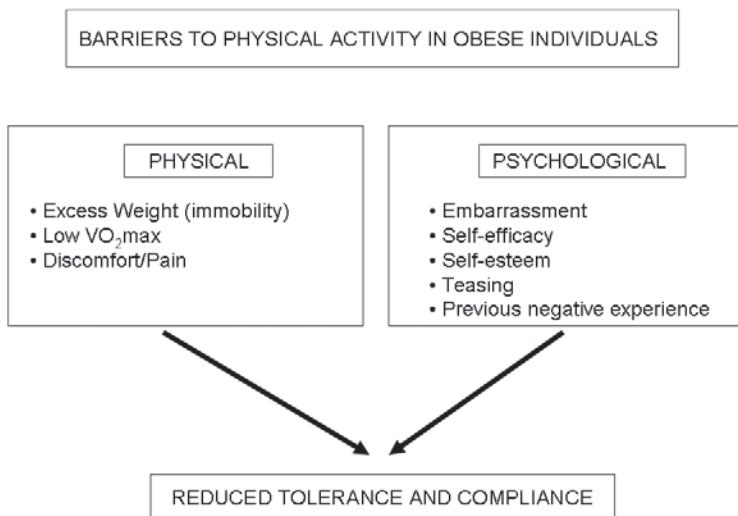 BARRIERS TO PHYSICAL ACTIVITY IN OBESE INDIVIDUALS
PHYSICAL
• Excess Weight (immobility)
• Low VO₂max
• Discomfort/Pain
PSYCHOLOGICAL
• Embarrassment
• Self-efficacy
• Self-esteem
• Teasing
• Previous negative experience
REDUCED TOLERANCE AND COMPLIANCE